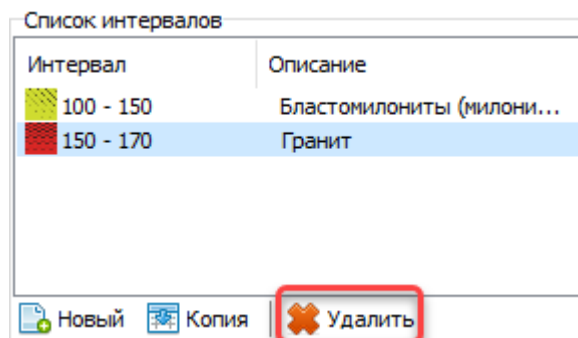 Список интервалов
Интервал Описание
100 - 150 Бластомилониты (милони...
150 - 170 Гранит
Новый Копия Удалить